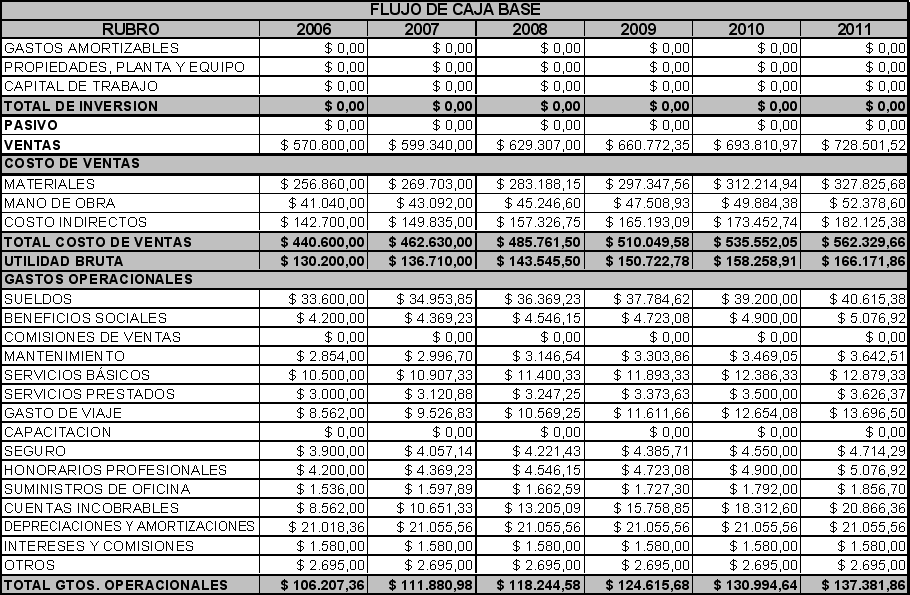 FLUJO DE CAJA BASE
RUBRO 2006 2007 2008 2009 2010 2011
GASTOS AMORTIZABLES $ 0,00 $ 0,00 $ 0,00 $ 0,00 $ 0,00 $ 0,00
PROPIEDADES, PLANTA Y EQUIPO $ 0,00 $ 0,00 $ 0,00 $ 0,00 $ 0,00 $ 0,00
CAPITAL DE TRABAJO $ 0,00 $ 0,00 $ 0,00 $ 0,00 $ 0,00 $ 0,00
TOTAL DE INVERSION $ 0,00 $ 0,00 $ 0,00 $ 0,00 $ 0,00 $ 0,00
PASIVO $ 0,00 $ 0,00 $ 0,00 $ 0,00 $ 0,00 $ 0,00
VENTAS $ 570.800,00 $ 599.340,00 $ 629.307,00 $ 660.772,35 $ 693.810,97 $ 728.501,52
COSTO DE VENTAS
MATERIALES $ 256.860,00 $ 269.703,00 $ 283.188,15 $ 297.347,56 $ 312.214,94 $ 327.825,68
MANO DE OBRA $ 41.040,00 $ 43.092,00 $ 45.246,60 $ 47.508,93 $ 49.884,38 $ 52.378,60
COSTO INDIRECTOS $ 142.700,00 $ 149.835,00 $ 157.326,75 $ 165.193,09 $ 173.452,74 $ 182.125,38
TOTAL COSTO DE VENTAS $ 440.600,00 $ 462.630,00 $ 485.761,50 $ 510.049,58 $ 535.552,05 $ 562.329,66
UTILIDAD BRUTA $ 130.200,00 $ 136.710,00 $ 143.545,50 $ 150.722,78 $ 158.258,91 $ 166.171,86
GASTOS OPERACIONALES
SUELDOS $ 33.600,00 $ 34.953,85 $ 36.369,23 $ 37.784,62 $ 39.200,00 $ 40.615,38
BENEFICIOS SOCIALES $ 4.200,00 $ 4.369,23 $ 4.546,15 $ 4.723,08 $ 4.900,00 $ 5.076,92
COMISIONES DE VENTAS $ 0,00 $ 0,00 $ 0,00 $ 0,00 $ 0,00 $ 0,00
MANTENIMIENTO $ 2.854,00 $ 2.996,70 $ 3.146,54 $ 3.303,86 $ 3.469,05 $ 3.642,51
SERVICIOS BÁSICOS $ 10.500,00 $ 10.907,33 $ 11.400,33 $ 11.893,33 $ 12.386,33 $ 12.879,33
SERVICIOS PRESTADOS $ 3.000,00 $ 3.120,88 $ 3.247,25 $ 3.373,63 $ 3.500,00 $ 3.626,37
GASTO DE VIAJE $ 8.562,00 $ 9.526,83 $ 10.569,25 $ 11.611,66 $ 12.654,08 $ 13.696,50
CAPACITACION $ 0,00 $ 0,00 $ 0,00 $ 0,00 $ 0,00 $ 0,00
SEGURO $ 3.900,00 $ 4.057,14 $ 4.221,43 $ 4.385,71 $ 4.550,00 $ 4.714,29
HONORARIOS PROFESIONALES $ 4.200,00 $ 4.369,23 $ 4.546,15 $ 4.723,08 $ 4.900,00 $ 5.076,92
SUMINISTROS DE OFICINA $ 1.536,00 $ 1.597,89 $ 1.662,59 $ 1.727,30 $ 1.792,00 $ 1.856,70
CUENTAS INCOBRABLES $ 8.562,00 $ 10.651,33 $ 13.205,09 $ 15.758,85 $ 18.312,60 $ 20.866,36
DEPRECIACIONES Y AMORTIZACIONES $ 21.018,36 $ 21.055,56 $ 21.055,56 $ 21.055,56 $ 21.055,56 $ 21.055,56
INTERESES Y COMISIONES $ 1.580,00 $ 1.580,00 $ 1.580,00 $ 1.580,00 $ 1.580,00 $ 1.580,00
OTROS $ 2.695,00 $ 2.695,00 $ 2.695,00 $ 2.695,00 $ 2.695,00 $ 2.695,00
TOTAL GTOS. OPERACIONALES $ 106.207,36 $ 111.880,98 $ 118.244,58 $ 124.615,68 $ 130.994,64 $ 137.381,86